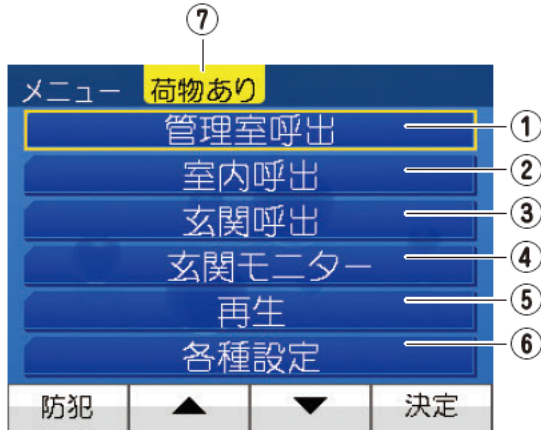 ⑦
メニュー 荷物あり
管理室呼出 ①
室内呼出 ②
玄関呼出 ③
玄関モニター ④
再生 ⑤
各種設定 ⑥
防犯 ▲ ▼ 決定